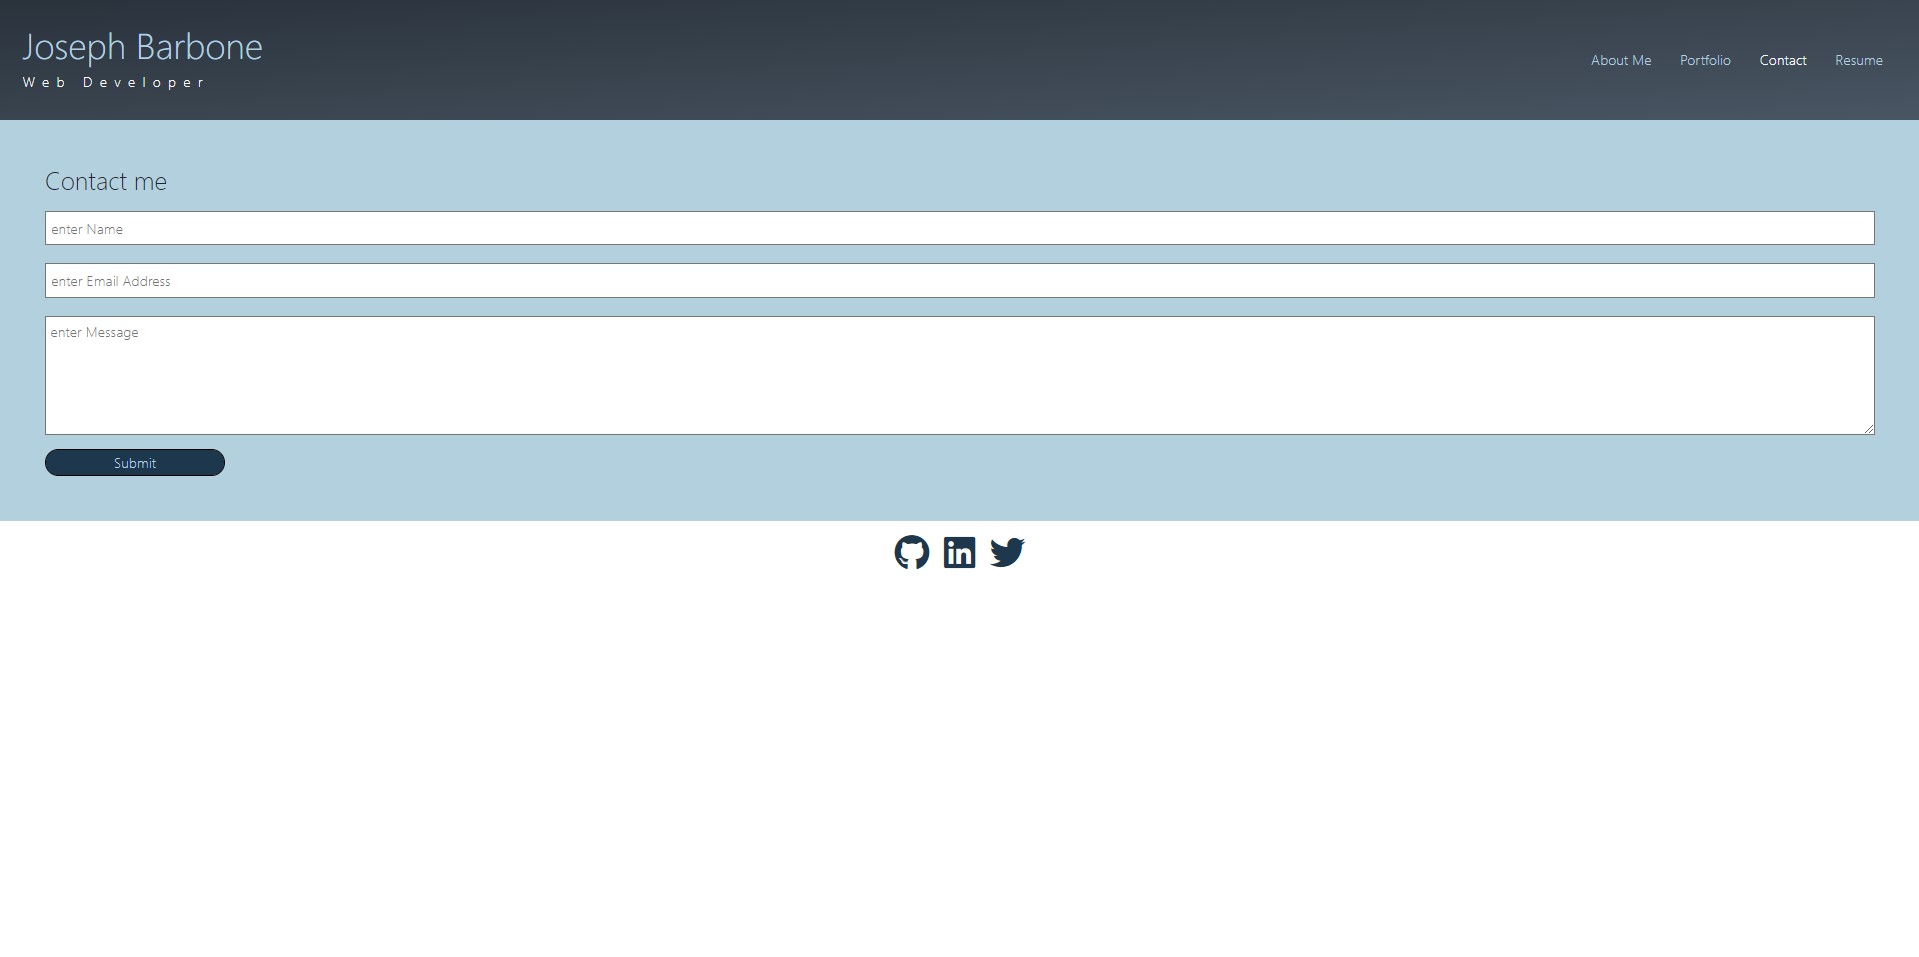 Joseph Barbone
Web Developer
About Me Portfolio Contact Resume
Contact me
enter Name
enter Email Address
enter Message
Submit
in